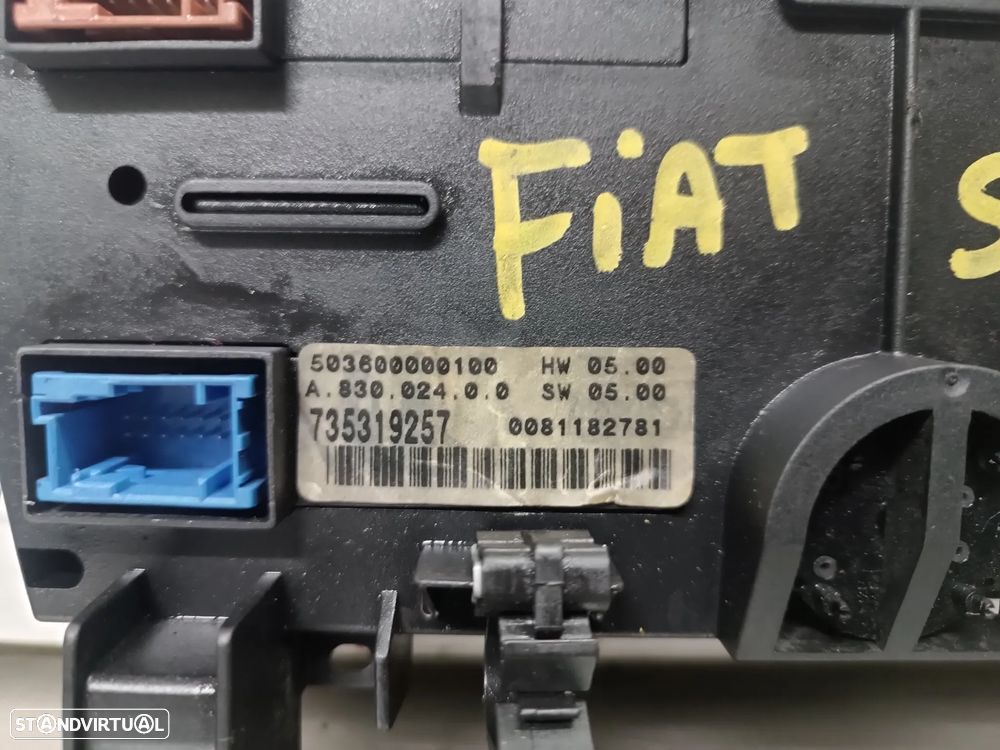 FiAT S
503600000100 HW 05.00
A.830.024.0.0 SW 05.00
735319257 0081182781
STANDVIRTUAL